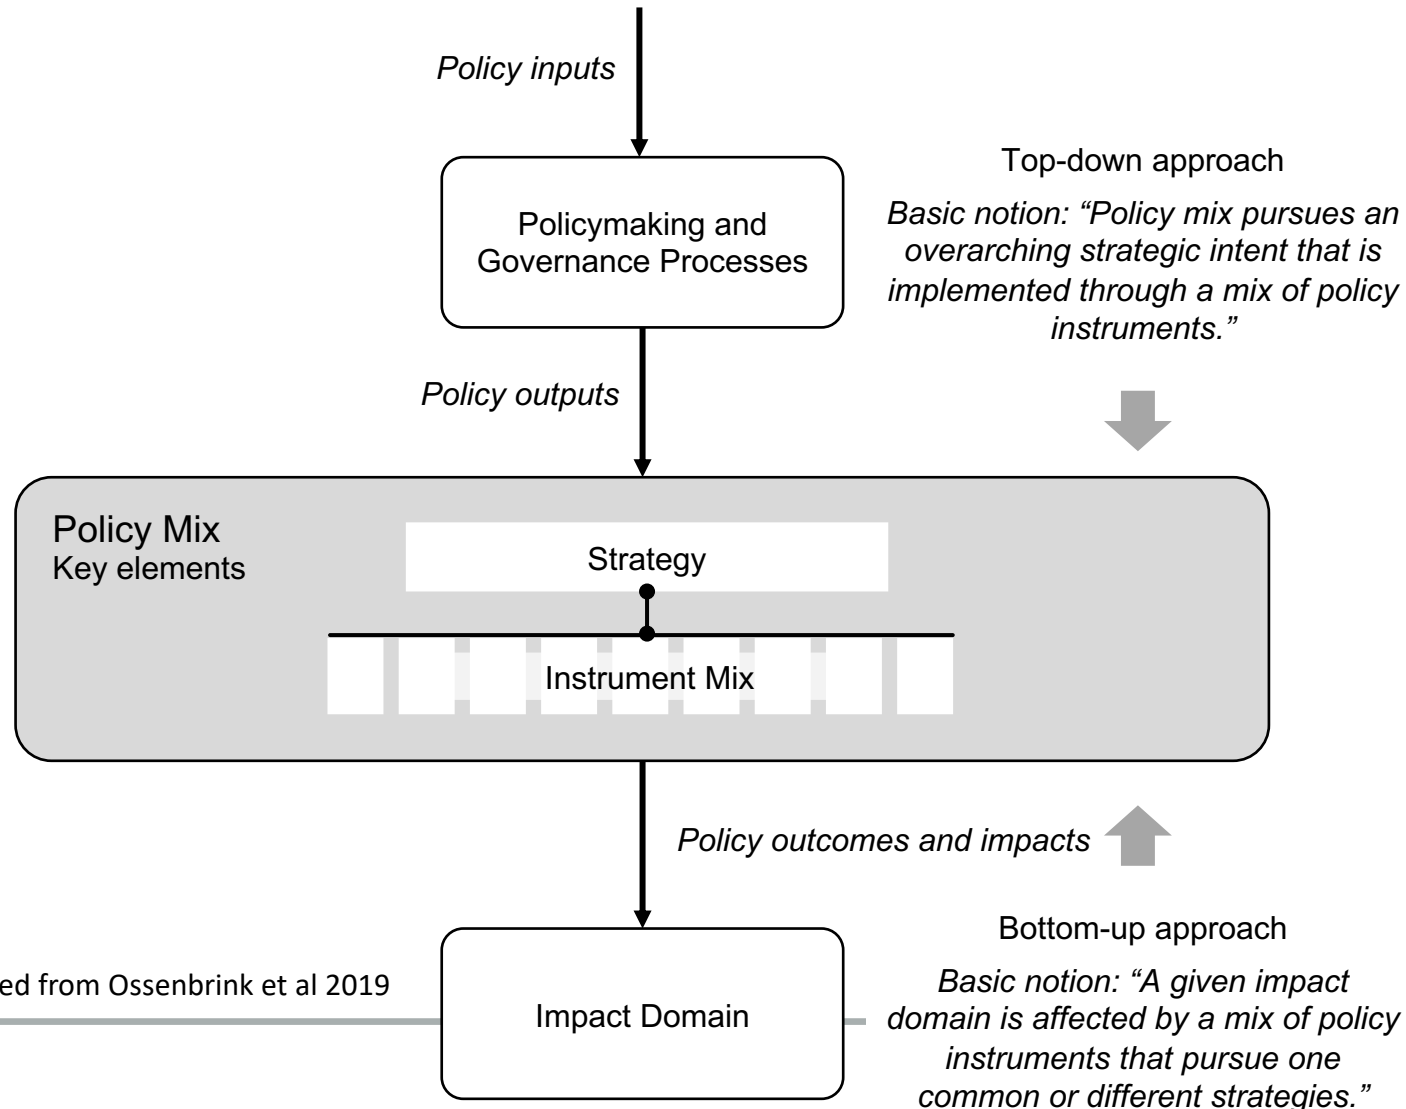 Policy inputs
Policymaking and
Governance Processes
Top-down approach
Basic notion: “Policy mix pursues an
overarching strategic intent that is
implemented through a mix of policy
instruments.”
Policy outputs
Policy Mix
Key elements
Strategy
Instrument Mix
Policy outcomes and impacts
Bottom-up approach
Basic notion: “A given impact
domain is affected by a mix of policy
instruments that pursue one
common or different strategies.”
ed from Ossenbrink et al 2019
Impact Domain